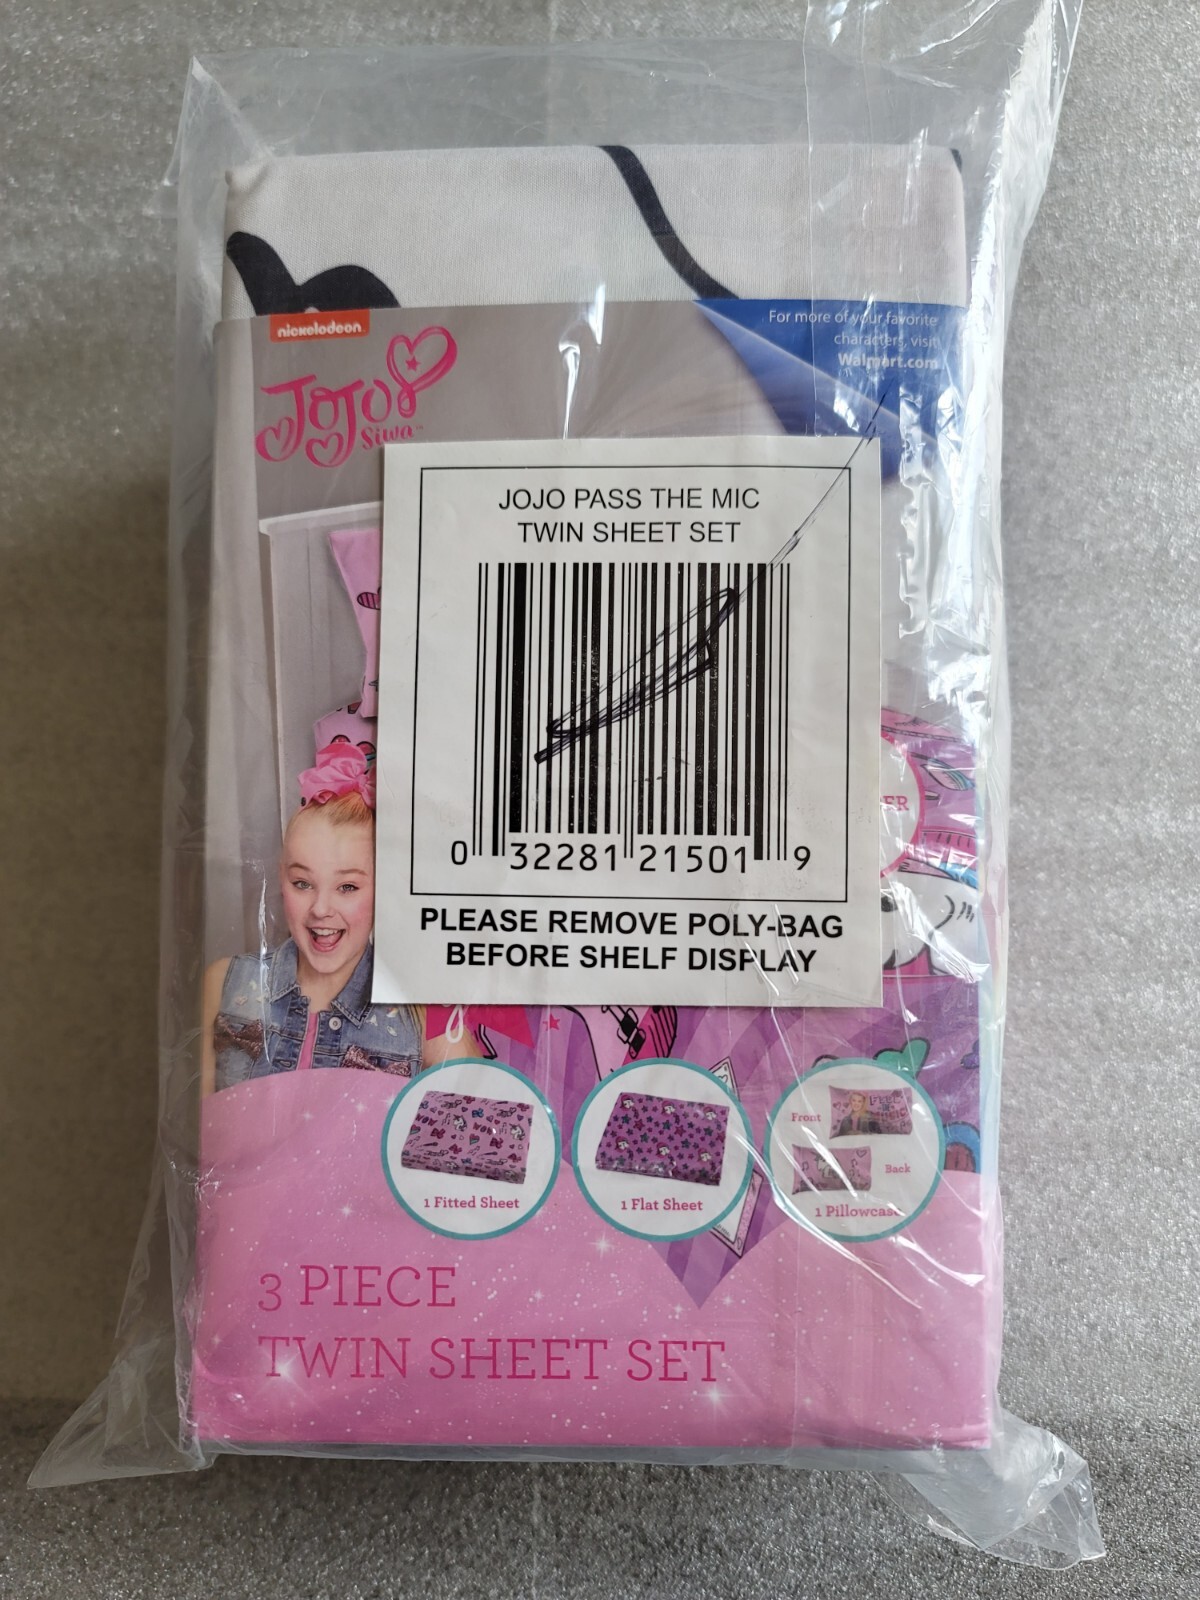 nickelodeon
For more of your favorite
characters, visit
Walmart.com
JOJO
Siwa™
JOJO PASS THE MIC
TWIN SHEET SET
0 32281 21501 9
PLEASE REMOVE POLY-BAG
BEFORE SHELF DISPLAY
ER
Front
Back
1 Fitted Sheet
1 Flat Sheet
1 Pillowcase
3 PIECE
TWIN SHEET SET